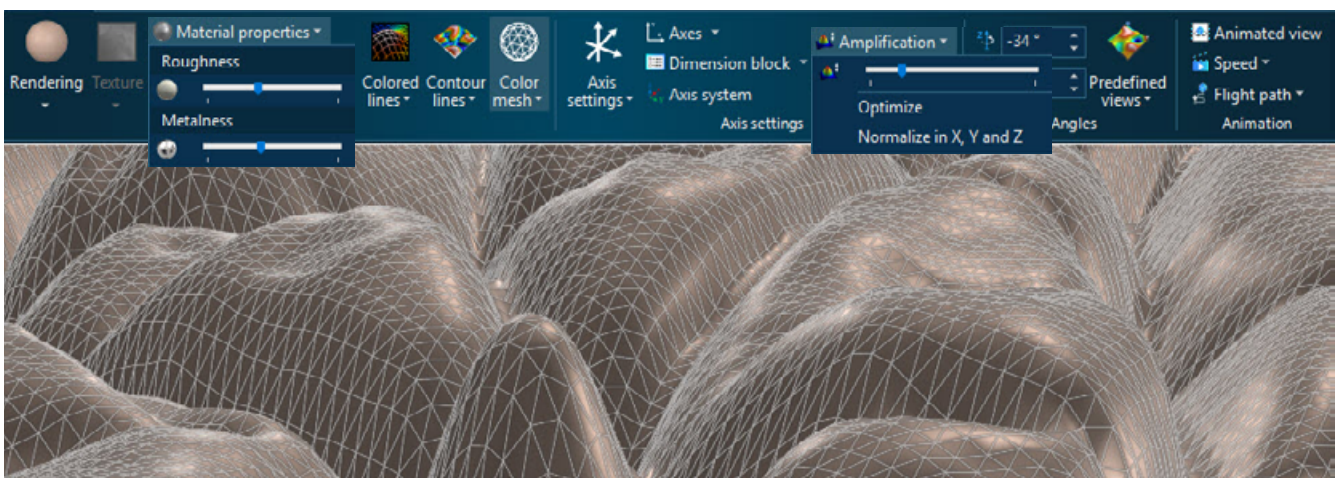 Rendering
Texture
Material properties
Roughness
Metalness
Colored lines
Contour lines
Color mesh
Axis settings
Axes
Dimension block
Axis system
Axis settings
Amplification
Optimize
Normalize in X, Y and Z
-34 °
Angles
Predefined views
Animated view
Speed
Flight path
Animation